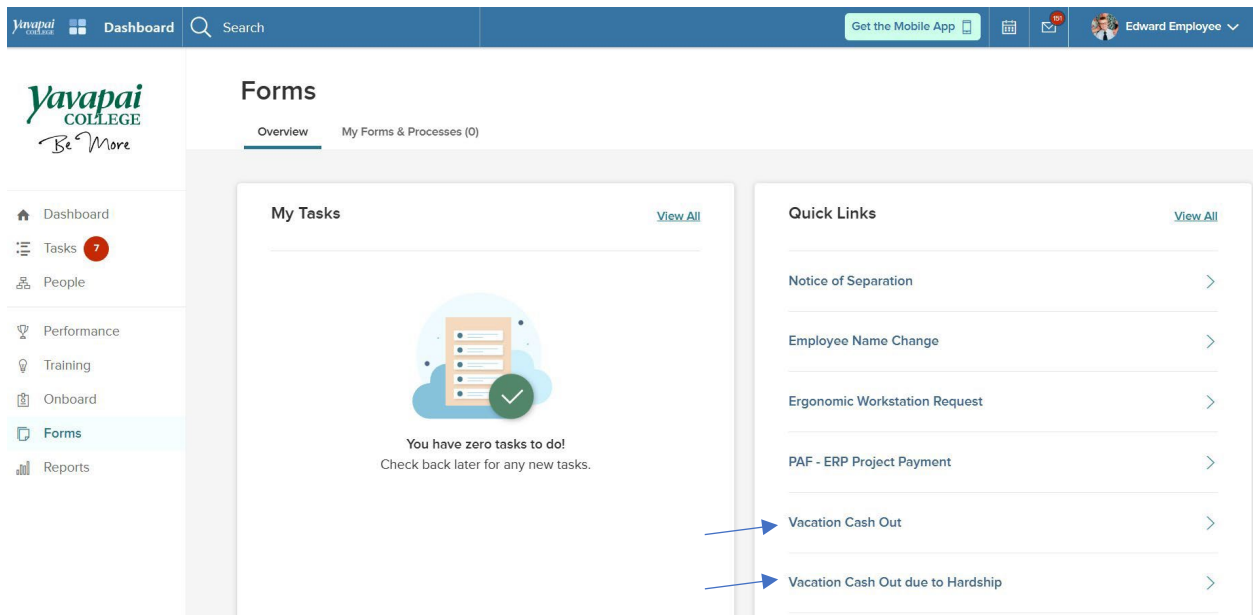 Yavapai COLLEGE Dashboard Search Get the Mobile App 151 Edward Employee
Yavapai
COLLEGE
Be More
Dashboard
Tasks 7
People
Performance
Training
Onboard
Forms
Reports
Forms
Overview My Forms & Processes (0)
My Tasks View All
You have zero tasks to do!
Check back later for any new tasks.
Quick Links View All
Notice of Separation
Employee Name Change
Ergonomic Workstation Request
PAF - ERP Project Payment
Vacation Cash Out
Vacation Cash Out due to Hardship